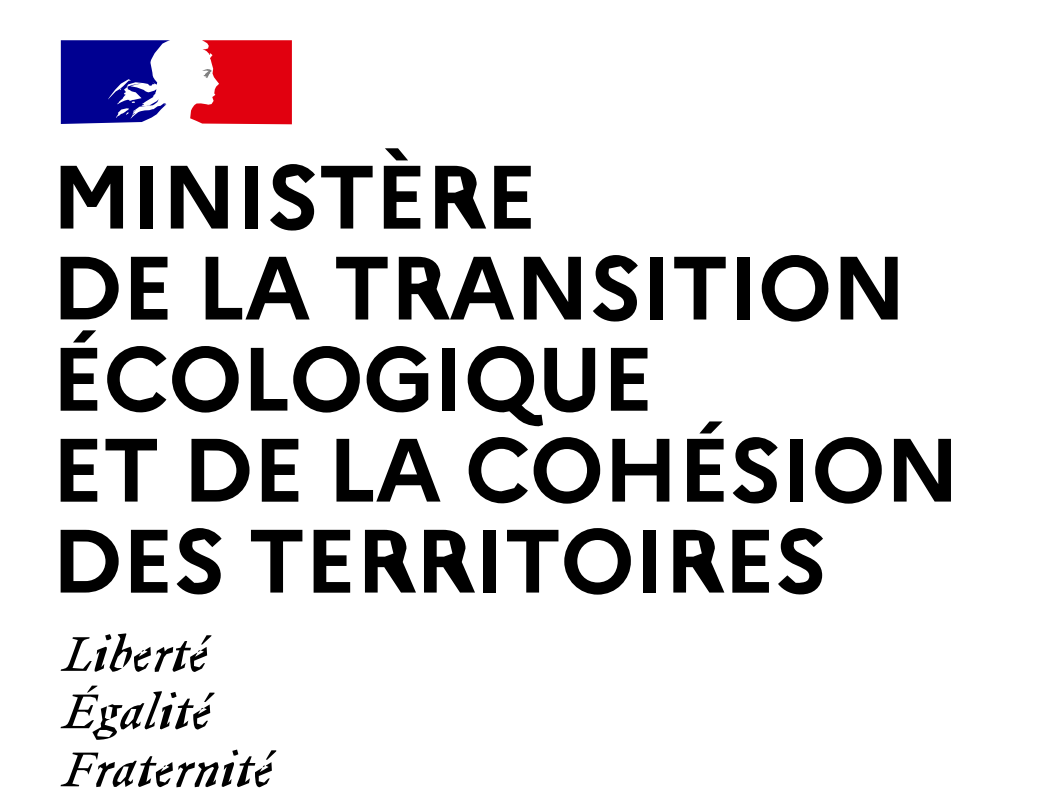 MINISTÈRE
DE LA TRANSITION
ÉCOLOGIQUE
ET DE LA COHÉSION
DES TERRITOIRES
Liberté
Égalité
Fraternité